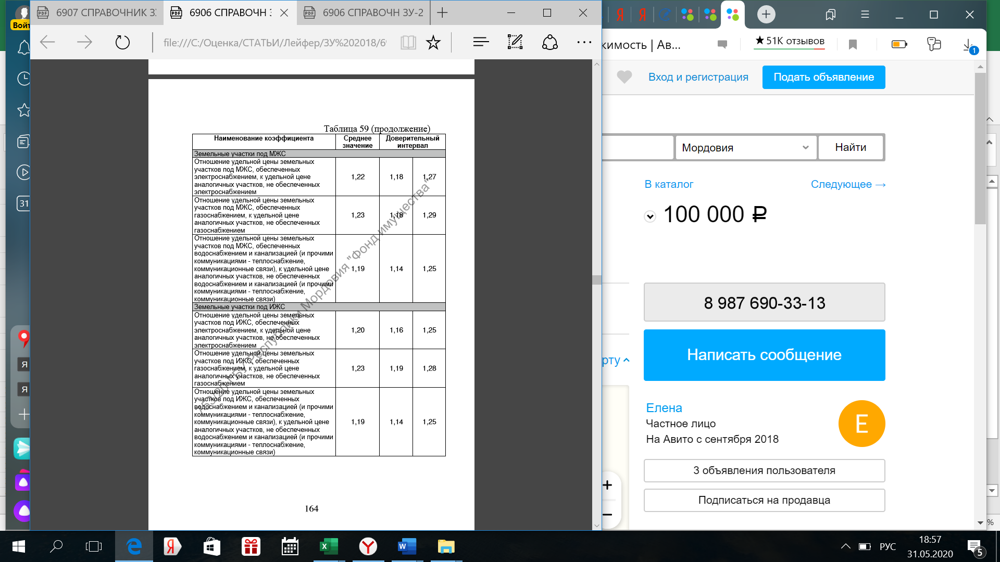 6907 СПРАВОЧНИК З
6906 СПРАВОЧН З
6906 СПРАВОЧН ЗУ-2
file:///C:/Оценка/СТАТЬИ/Лейфер/ЗУ%202018/6
Войт
31
Я
Я
Таблица 59 (продолжение)
Наименование коэффициента
Среднее
значение
Доверительный
интервал
Земельные участки под МЖС
Отношение удельной цены земельных
участков под МЖС, обеспеченных
электроснабжением, к удельной цене
аналогичных участков, не обеспеченных
электроснабжением
1,22
1,18
1,27
Отношение удельной цены земельных
участков под МЖС, обеспеченных
газоснабжением, к удельной цене
аналогичных участков, не обеспеченных
газоснабжением
1,23
1,18
1,29
Отношение удельной цены земельных
участков под МЖС, обеспеченных
водоснабжением и канализацией (и прочими
коммуникациями - теплоснабжение,
коммуникационные связи), к удельной цене
аналогичных участков, не обеспеченных
водоснабжением и канализацией (и прочими
коммуникациями - теплоснабжение,
коммуникационные связи)
1,19
1,14
1,25
Земельные участки под ИЖС
Отношение удельной цены земельных
участков под ИЖС, обеспеченных
электроснабжением, к удельной цене
аналогичных участков, не обеспеченных
электроснабжением
1,20
1,16
1,25
Отношение удельной цены земельных
участков под ИЖС, обеспеченных
газоснабжением, к удельной цене
аналогичных участков, не обеспеченных
газоснабжением
1,23
1,19
1,28
Отношение удельной цены земельных
участков под ИЖС, обеспеченных
водоснабжением и канализацией (и прочими
коммуникациями - теплоснабжение,
коммуникационные связи), к удельной цене
аналогичных участков, не обеспеченных
водоснабжением и канализацией (и прочими
коммуникациями - теплоснабжение,
коммуникационные связи)
1,19
1,14
1,25
ГБУ Республики Мордовия "Фонд имущества"
164
Я
Я
кимость | Ав...
★ 51К отзывов
1
Вход и регистрация
Подать объявление
Мордовия
Найти
В каталог
Следующее →
100 000 ₽
8 987 690-33-13
Написать сообщение
рту
Елена
Частное лицо
На Авито с сентября 2018
Е
3 объявления пользователя
Подписаться на продавца
+
−
%
РУС
18:57
31.05.2020
5